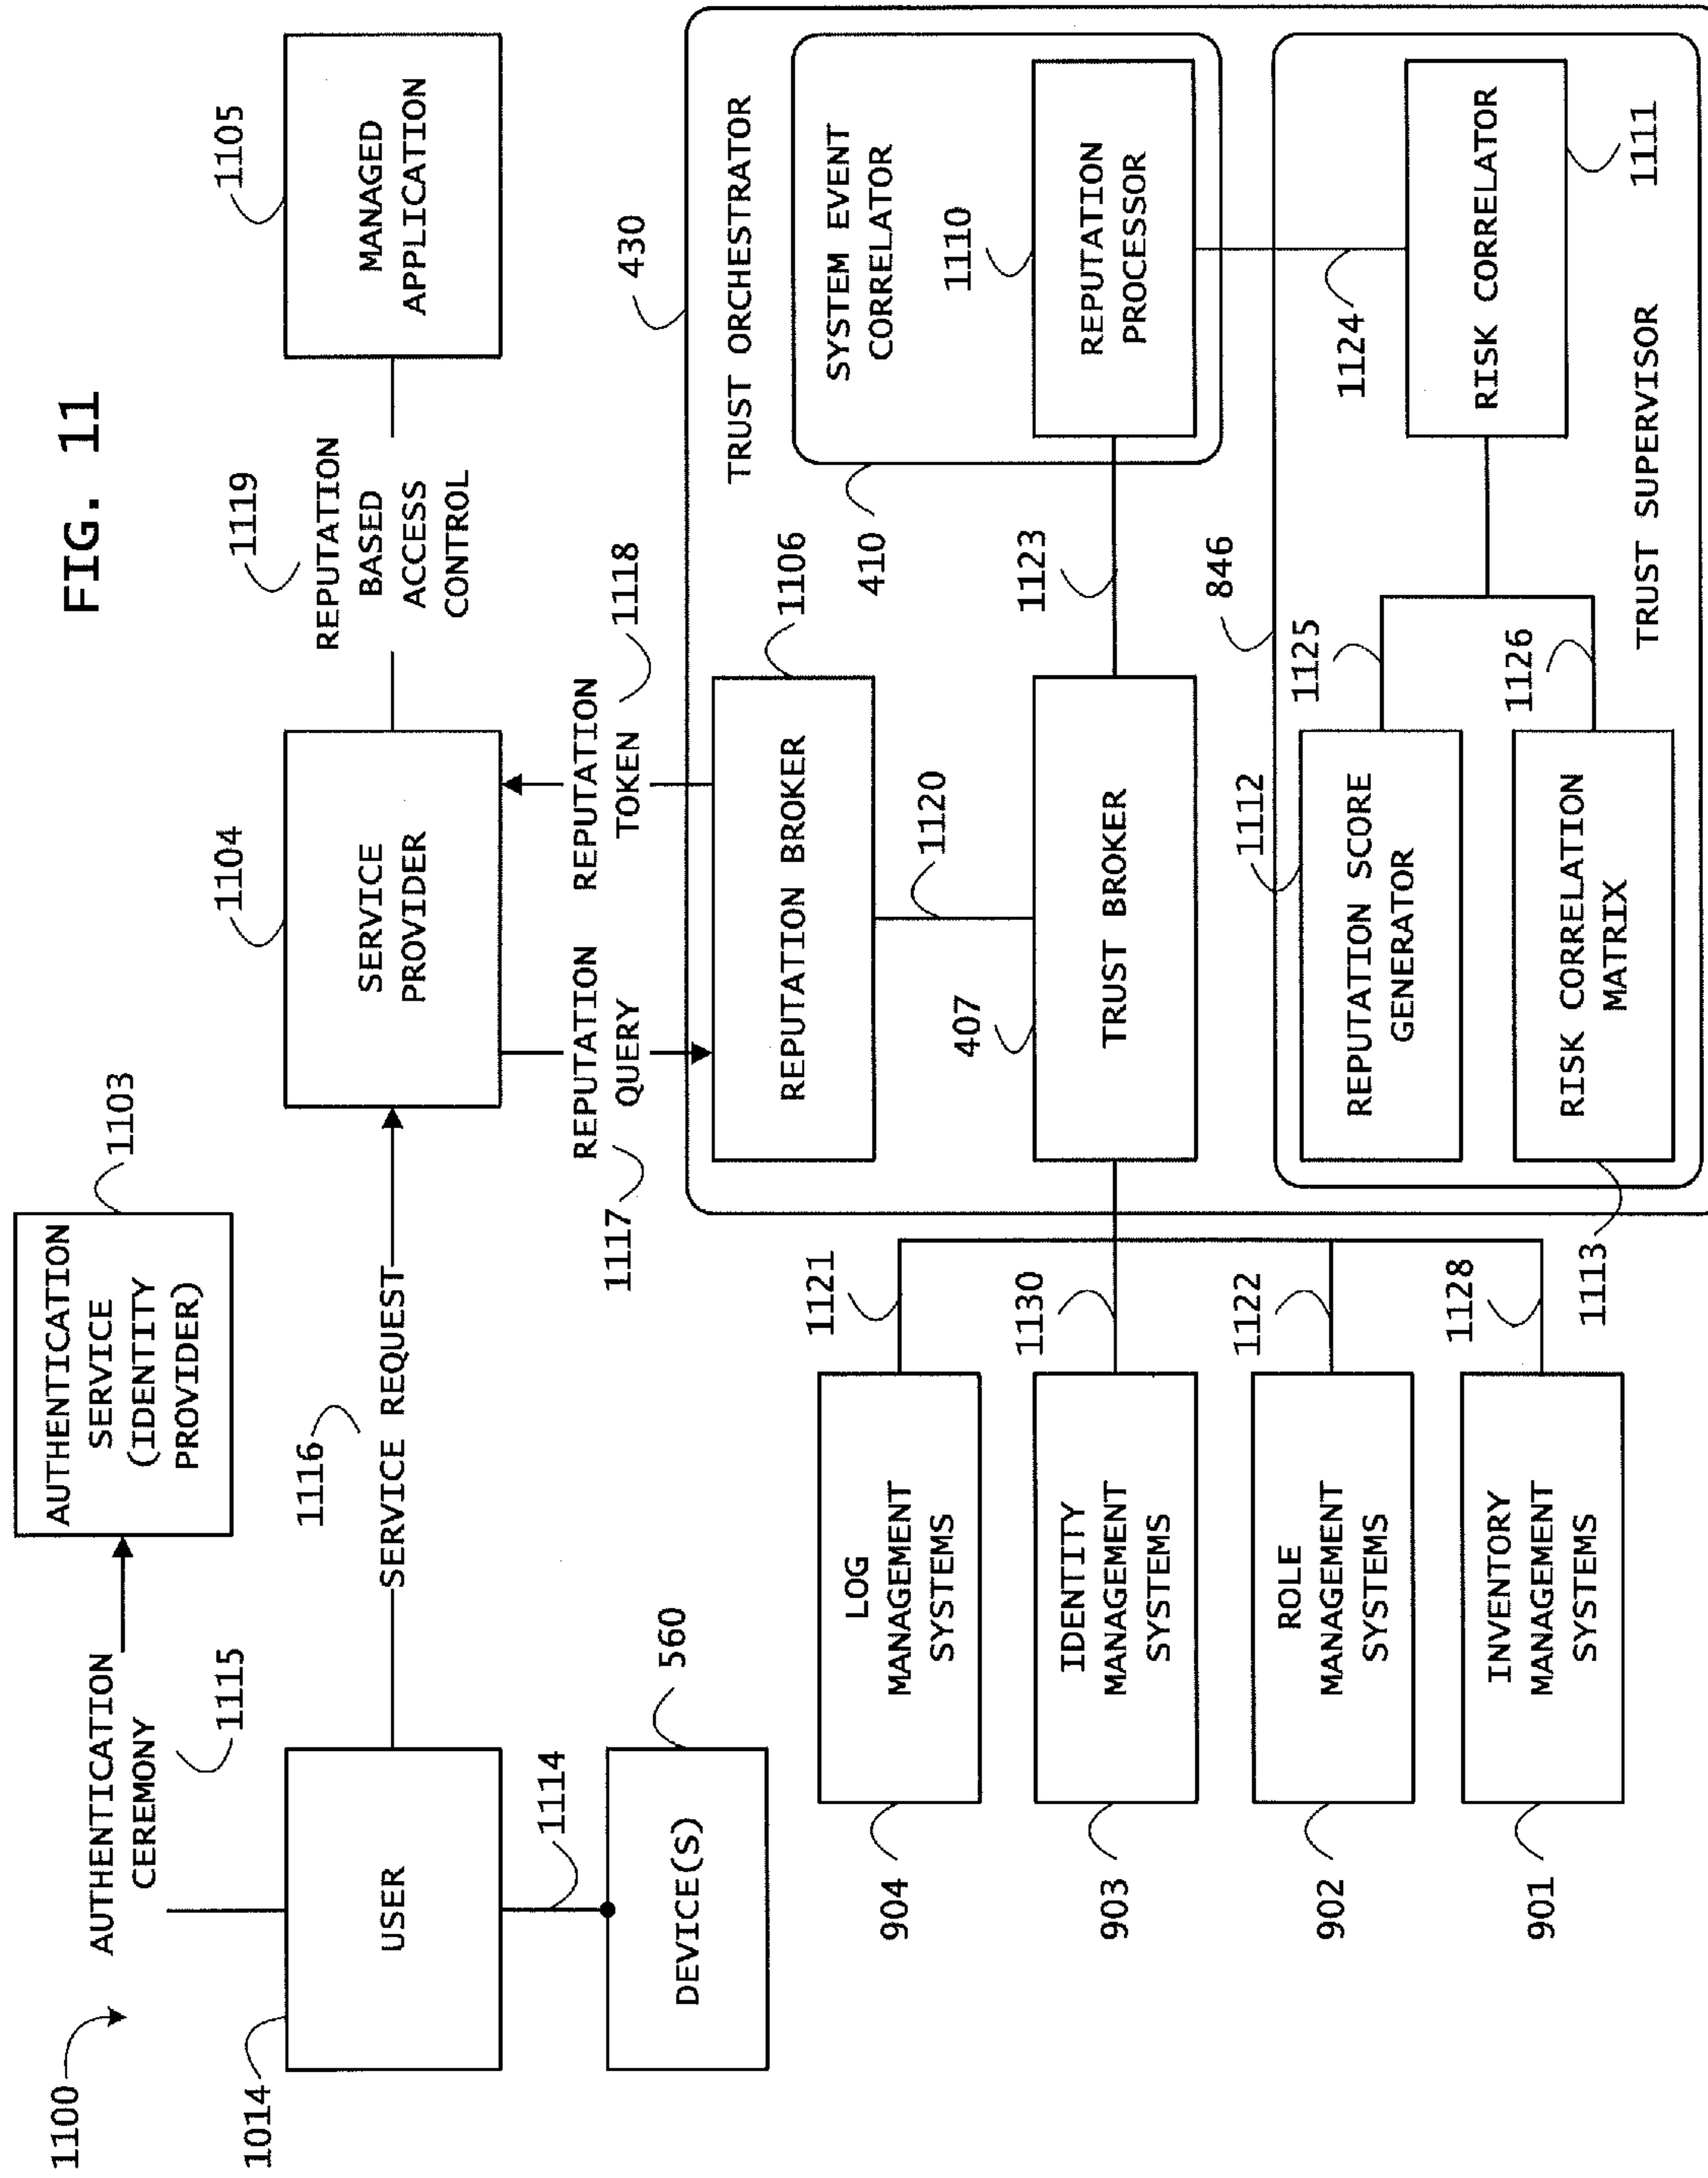 FIG. 11
1100
AUTHENTICATION
CEREMONY
1115
AUTHENTICATION
SERVICE
(IDENTITY
PROVIDER)
1103
1014
USER
1116
SERVICE REQUEST
1104
SERVICE
PROVIDER
1119
REPUTATION
BASED
ACCESS
CONTROL
1105
MANAGED
APPLICATION
1114
560
DEVICE(S)
1117
REPUTATION
QUERY
REPUTATION
TOKEN
1118
430
TRUST ORCHESTRATOR
REPUTATION BROKER
1106
410
SYSTEM EVENT
CORRELATOR
1110
REPUTATION
PROCESSOR
1120
407
TRUST BROKER
1123
1124
904
LOG
MANAGEMENT
SYSTEMS
1121
903
IDENTITY
MANAGEMENT
SYSTEMS
1130
902
ROLE
MANAGEMENT
SYSTEMS
1122
901
INVENTORY
MANAGEMENT
SYSTEMS
1128
846
1112
REPUTATION SCORE
GENERATOR
1125
1113
RISK CORRELATION
MATRIX
1126
RISK CORRELATOR
1111
TRUST SUPERVISOR